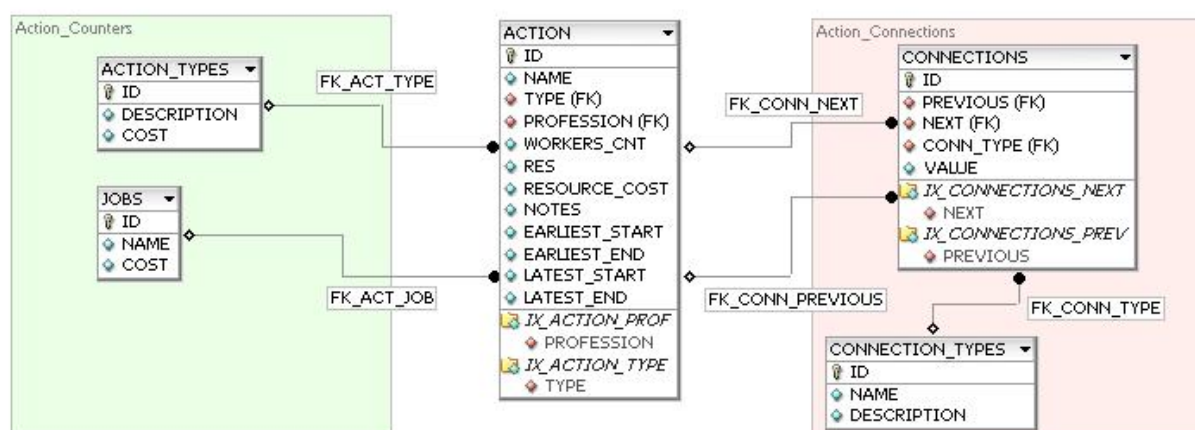 Action_Counters
ACTION_TYPES
ID
DESCRIPTION
COST
JOBS
ID
NAME
COST
FK_ACT_TYPE
FK_ACT_JOB
ACTION
ID
NAME
TYPE (FK)
PROFESSION (FK)
WORKERS_CNT
RES
RESOURCE_COST
NOTES
EARLIEST_START
EARLIEST_END
LATEST_START
LATEST_END
IX_ACTION_PROF
PROFESSION
IX_ACTION_TYPE
TYPE
FK_CONN_NEXT
FK_CONN_PREVIOUS
Action_Connections
CONNECTIONS
ID
PREVIOUS (FK)
NEXT (FK)
CONN_TYPE (FK)
VALUE
IX_CONNECTIONS_NEXT
NEXT
IX_CONNECTIONS_PREV
PREVIOUS
FK_CONN_TYPE
CONNECTION_TYPES
ID
NAME
DESCRIPTION